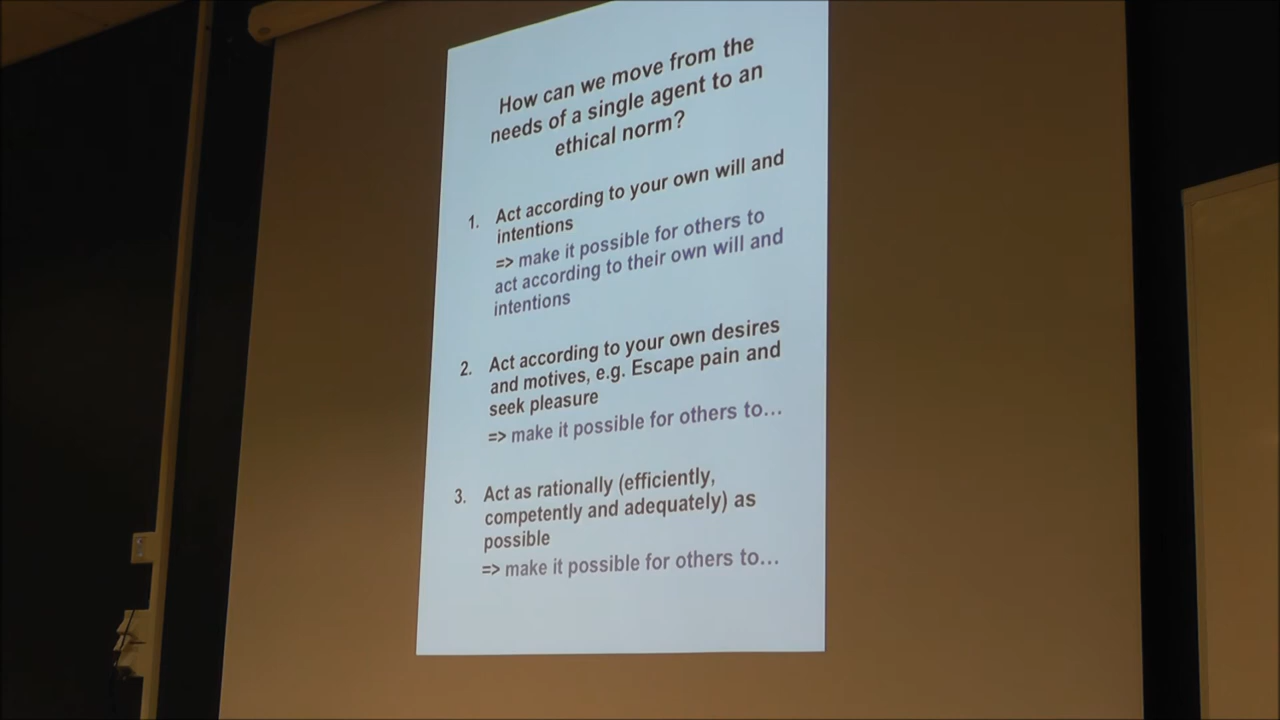 How can we move from the
needs of a single agent to an
ethical norm?
1. Act according to your own will and
intentions
=> make it possible for others to
act according to their own will and
intentions
2. Act according to your own desires
and motives, e.g. Escape pain and
seek pleasure
=> make it possible for others to…
3. Act as rationally (efficiently,
competently and adequately) as
possible
=> make it possible for others to…